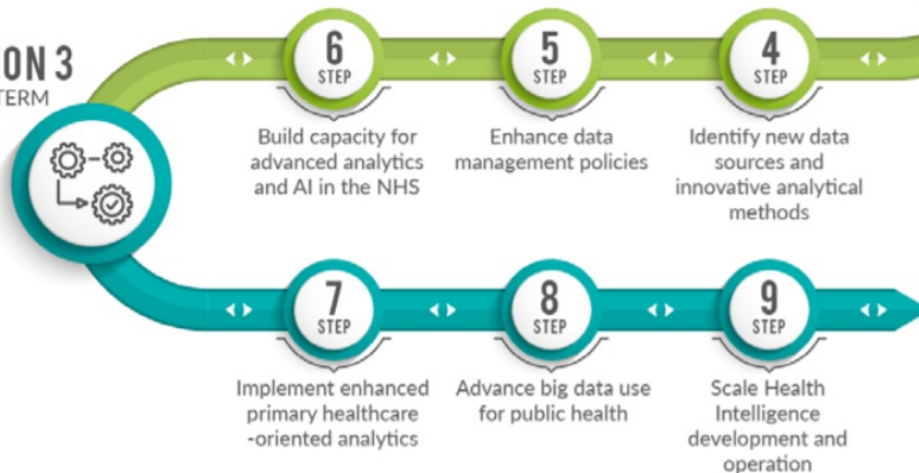 ON 3
TERM
6
STEP
Build capacity for
advanced analytics
and AI in the NHS
5
STEP
Enhance data
management policies
4
STEP
Identify new data
sources and
innovative analytical
methods
7
STEP
Implement enhanced
primary healthcare
-oriented analytics
8
STEP
Advance big data use
for public health
9
STEP
Scale Health
Intelligence
development and
operation